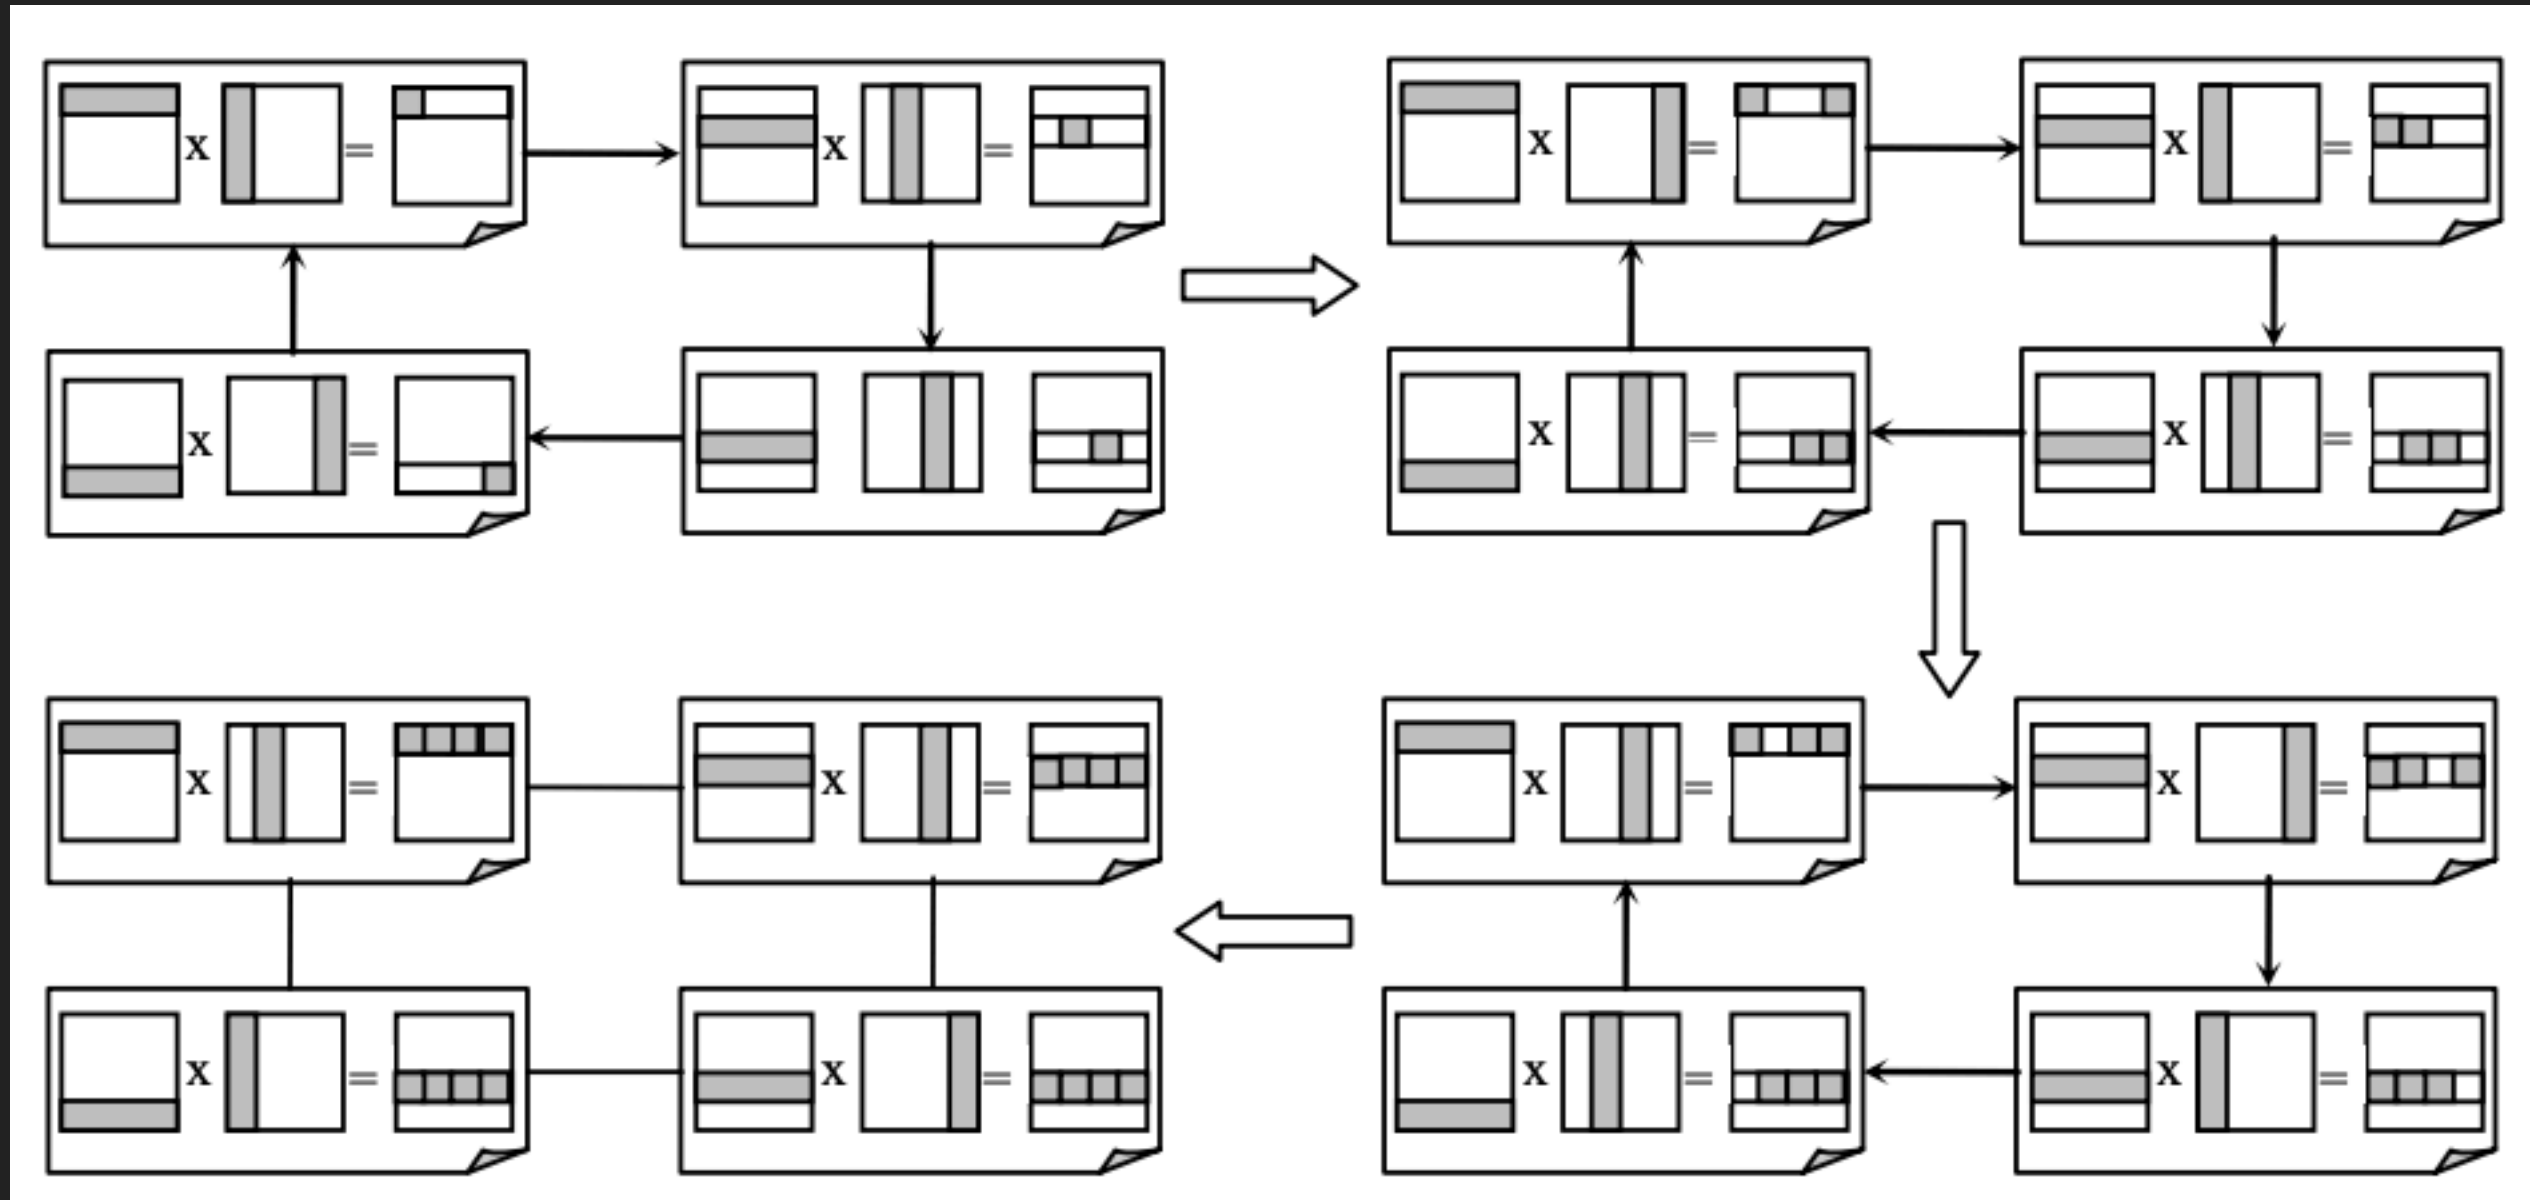 x = x = x = x =
x = x = x =
x = x = x = x =
x = x = x = x =